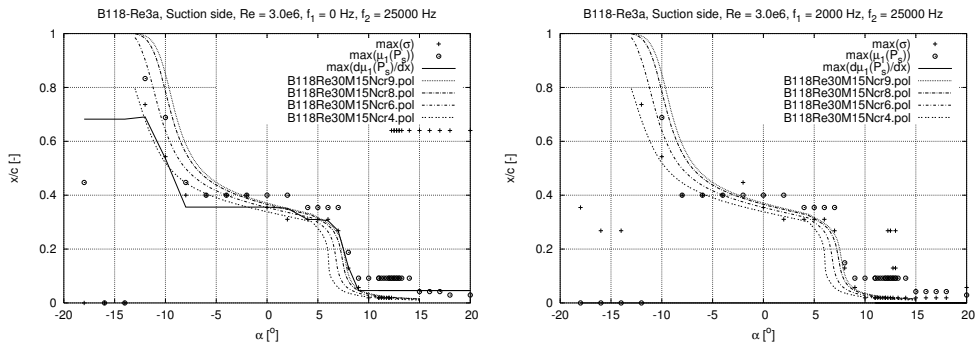 B118-Re3a, Suction side, Re = 3.0e6, f₁ = 0 Hz, f₂ = 25000 Hz
1
0.8
0.6
0.4
0.2
0
x/c [-]
max(σ)
max(μ₁(Pₛ))
max(dμ₁(Pₛ)/dx)
B118Re30M15Ncr9.pol
B118Re30M15Ncr8.pol
B118Re30M15Ncr6.pol
B118Re30M15Ncr4.pol
-20 -15 -10 -5 0 5 10 15 20
α [°]
B118-Re3a, Suction side, Re = 3.0e6, f₁ = 2000 Hz, f₂ = 25000 Hz
1
0.8
0.6
0.4
0.2
0
x/c [-]
max(σ)
max(μ₁(Pₛ))
max(dμ₁(Pₛ)/dx)
B118Re30M15Ncr9.pol
B118Re30M15Ncr8.pol
B118Re30M15Ncr6.pol
B118Re30M15Ncr4.pol
-20 -15 -10 -5 0 5 10 15 20
α [°]